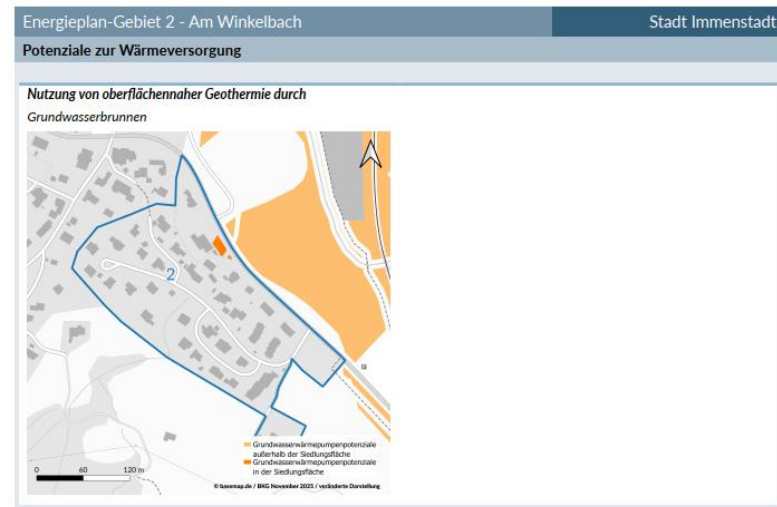 Energieplan-Gebiet 2 - Am Winkelbach
Stadt Immenstadt
Potenziale zur Wärmeversorgung
Nutzung von oberflächennaher Geothermie durch
Grundwasserbrunnen
2
Grundwasserwärmepumpenpotenziale
außerhalb der Siedlungsfläche
Grundwasserwärmepumpenpotenziale
in der Siedlungsfläche
0 60 120 m
© basemap.de / BKG November 2025 / veränderte Darstellung